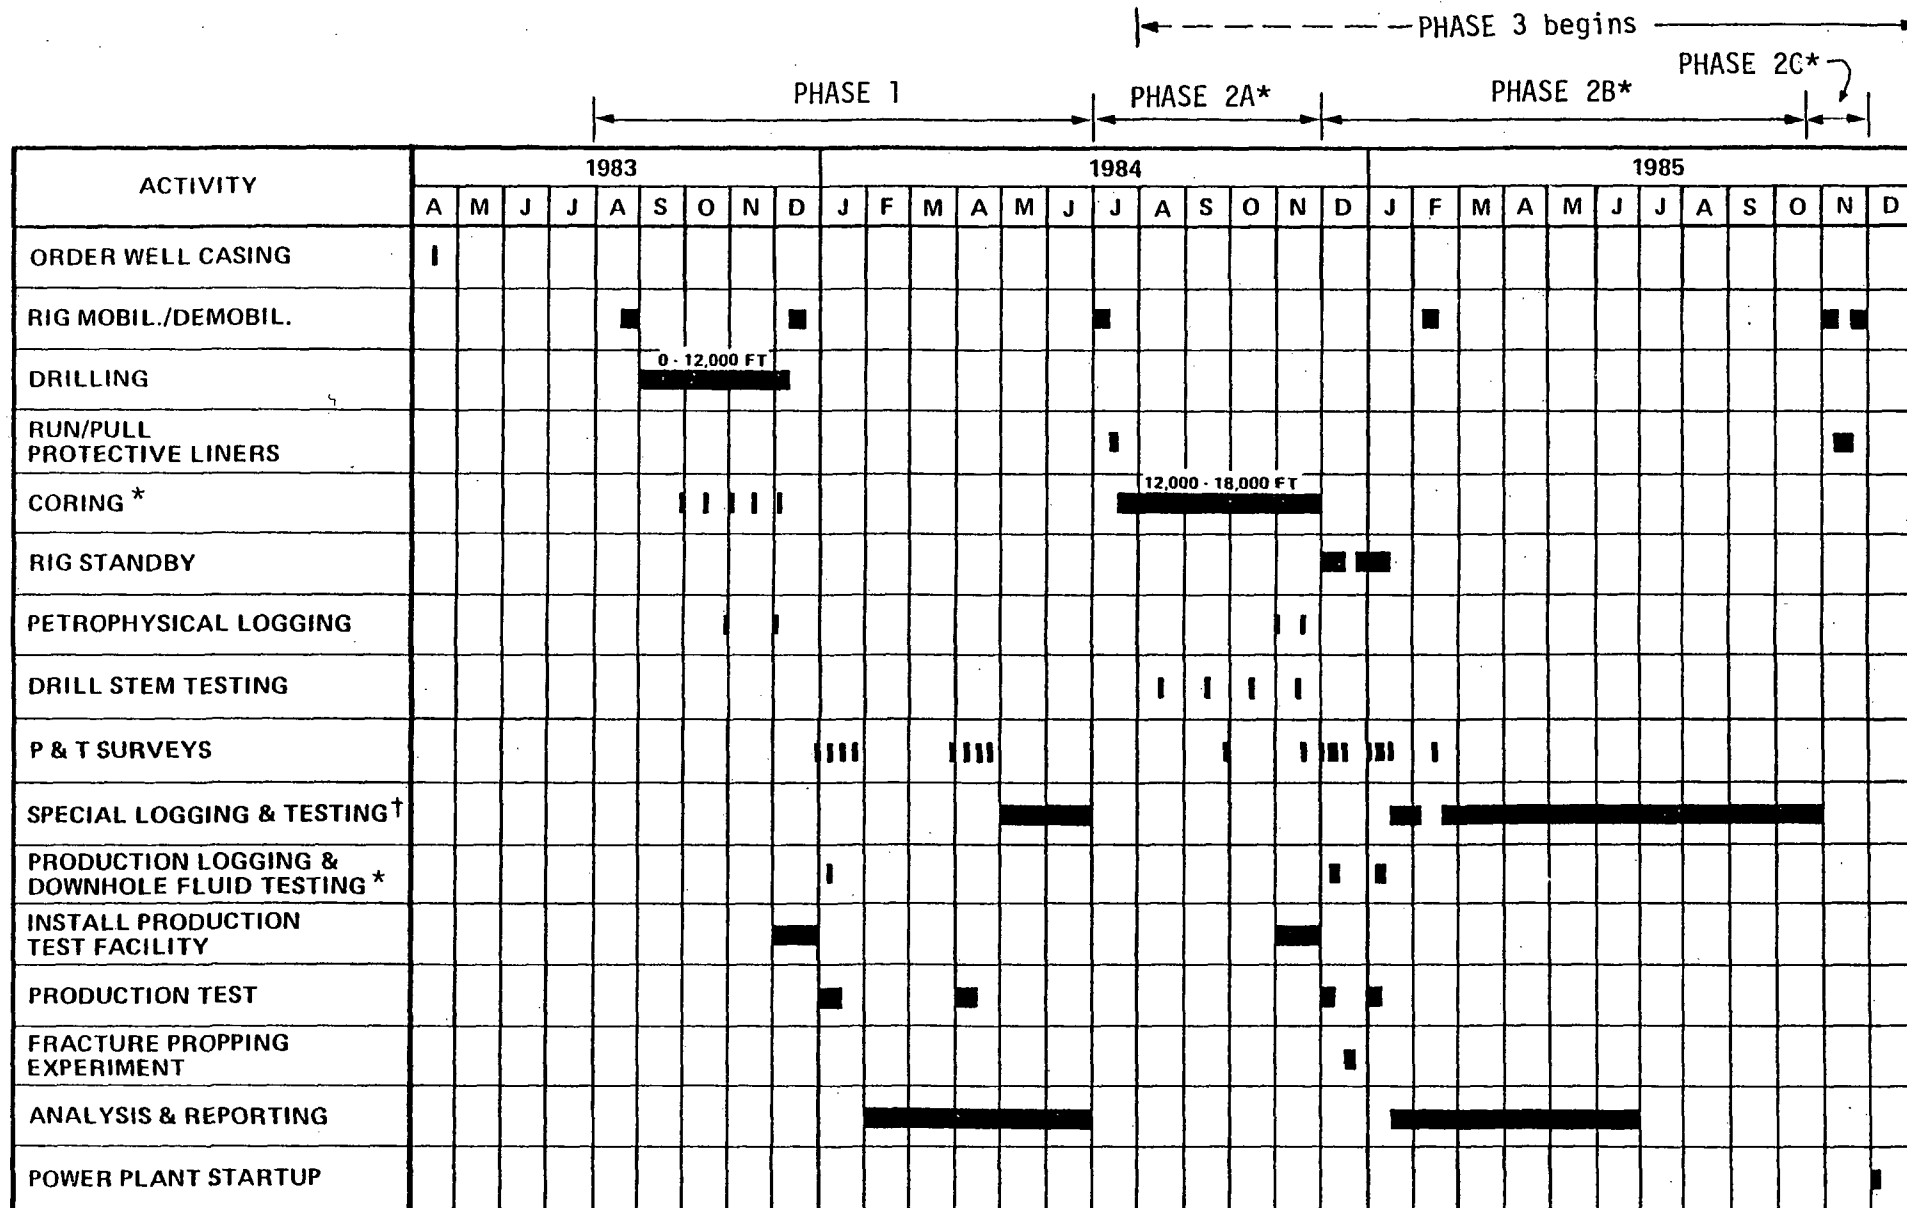 PHASE 3 begins
PHASE 2C*
PHASE 1
PHASE 2A*
PHASE 2B*
ACTIVITY
1983
1984
1985
A M J J A S O N D J F M A M J J A S O N D J F M A M J J A S O N D
ORDER WELL CASING
RIG MOBIL./DEMOBIL.
DRILLING
0 - 12,000 FT
RUN/PULL
PROTECTIVE LINERS
CORING *
12,000 - 18,000 FT
RIG STANDBY
PETROPHYSICAL LOGGING
DRILL STEM TESTING
P & T SURVEYS
SPECIAL LOGGING & TESTING†
PRODUCTION LOGGING &
DOWNHOLE FLUID TESTING *
INSTALL PRODUCTION
TEST FACILITY
PRODUCTION TEST
FRACTURE PROPPING
EXPERIMENT
ANALYSIS & REPORTING
POWER PLANT STARTUP